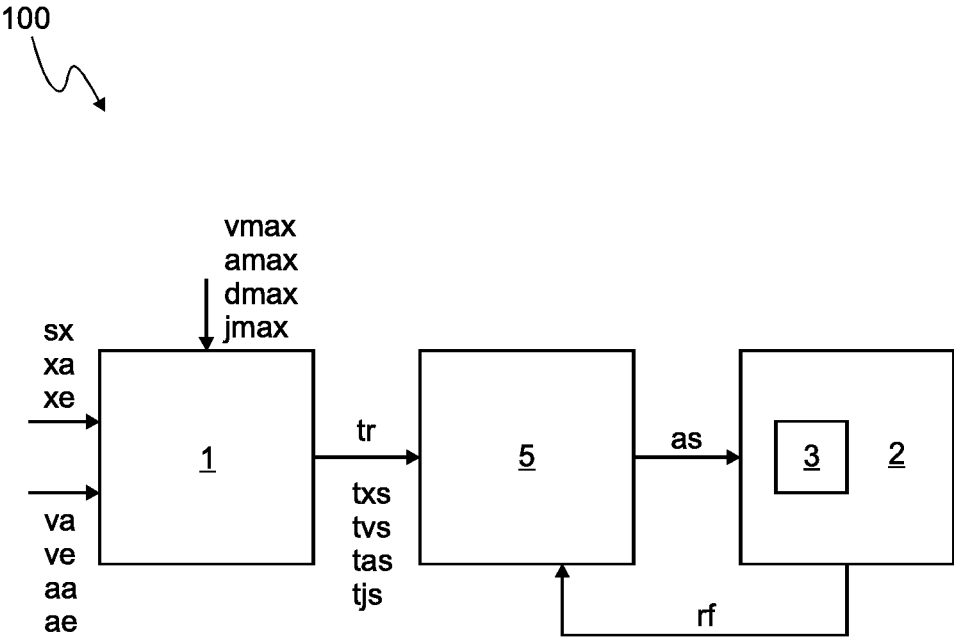 100
vmax
amax
dmax
jmax
sx
xa
xe
va
ve
aa
ae
1
tr
txs
tvs
tas
tjs
5
as
3
2
rf